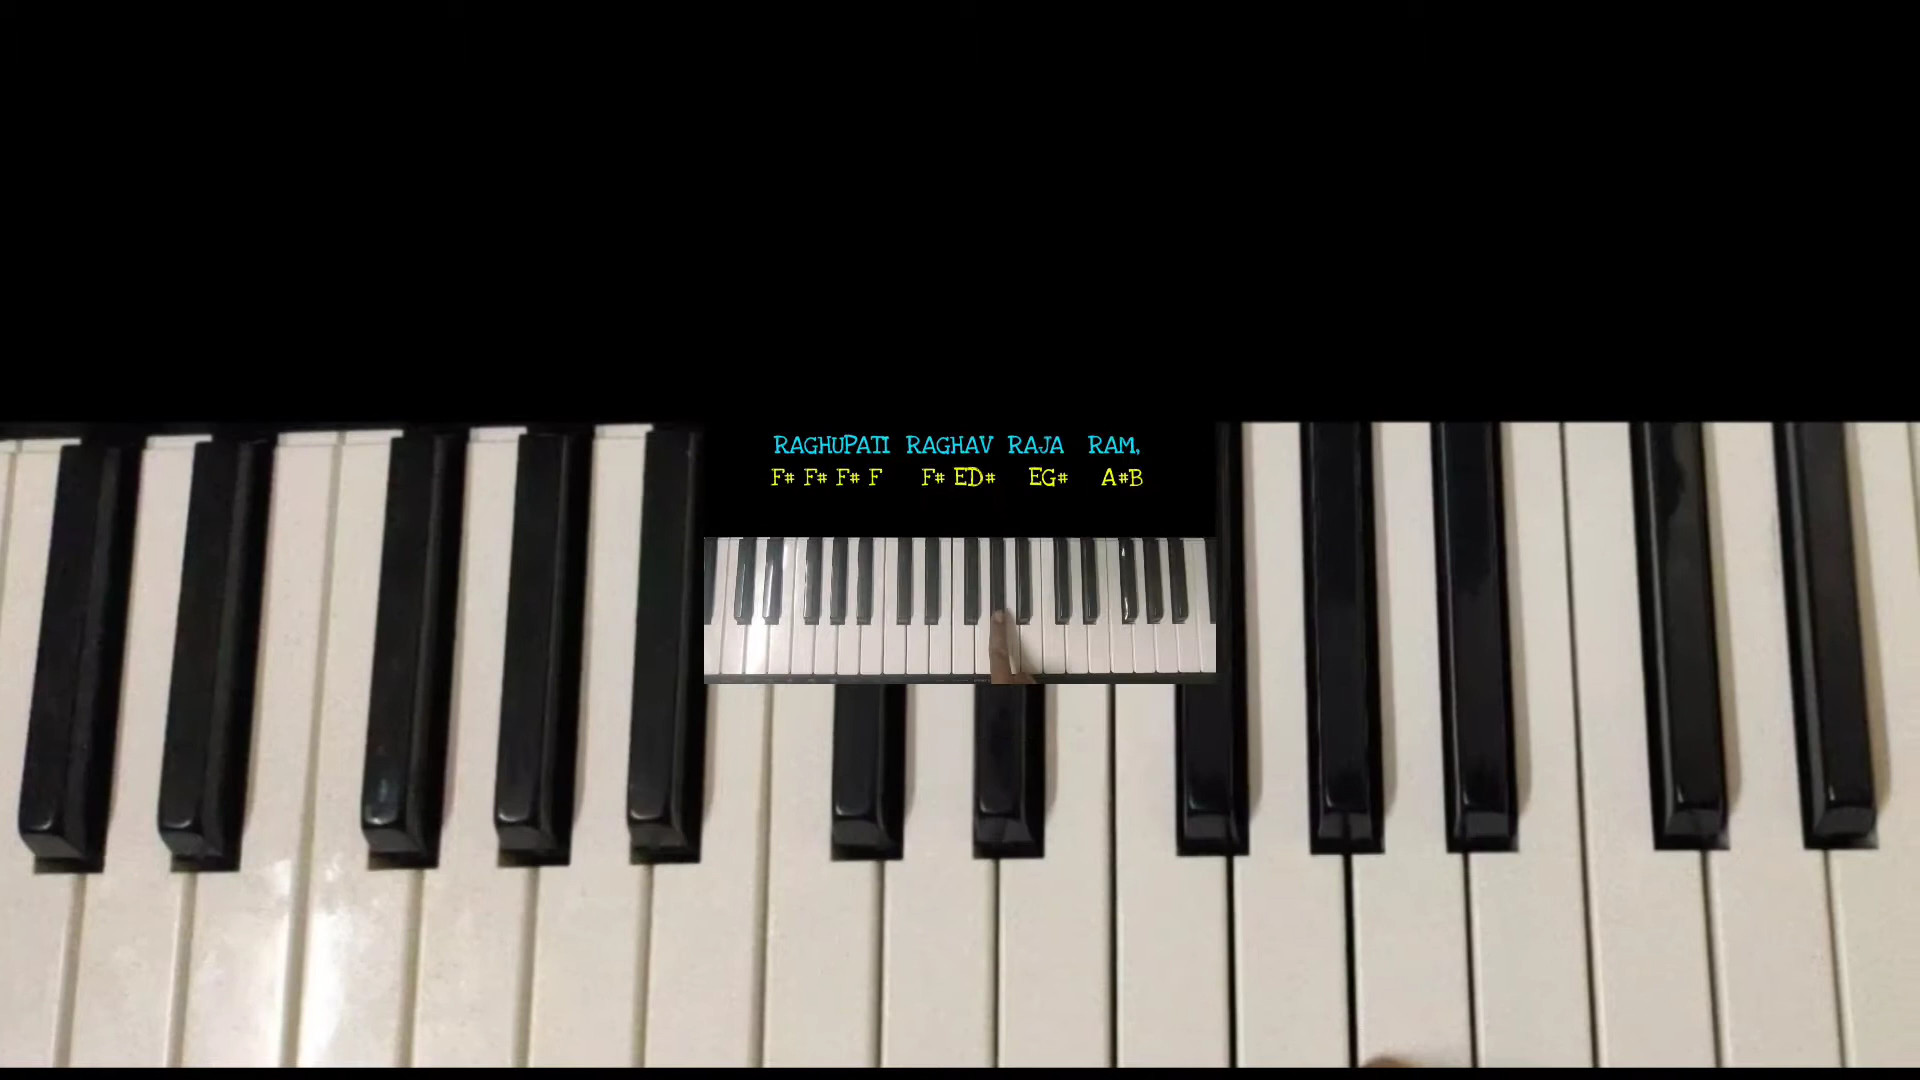 RAGHUPATI RAGHAV RAJA RAM,
F# F# F# F F# ED# EG# A#B